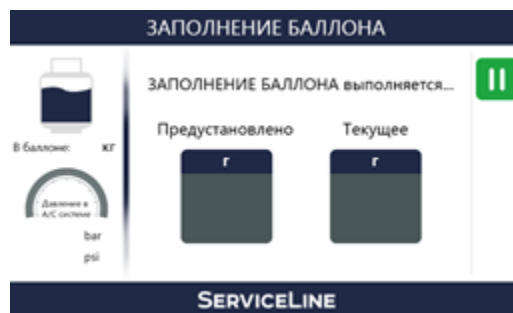 ЗАПОЛНЕНИЕ БАЛЛОНА
ЗАПОЛНЕНИЕ БАЛЛОНА выполняется...
Предустановлено Текущее
г г
В баллоне: кг
Давление в
A/C системе
bar
psi
SERVICELINE